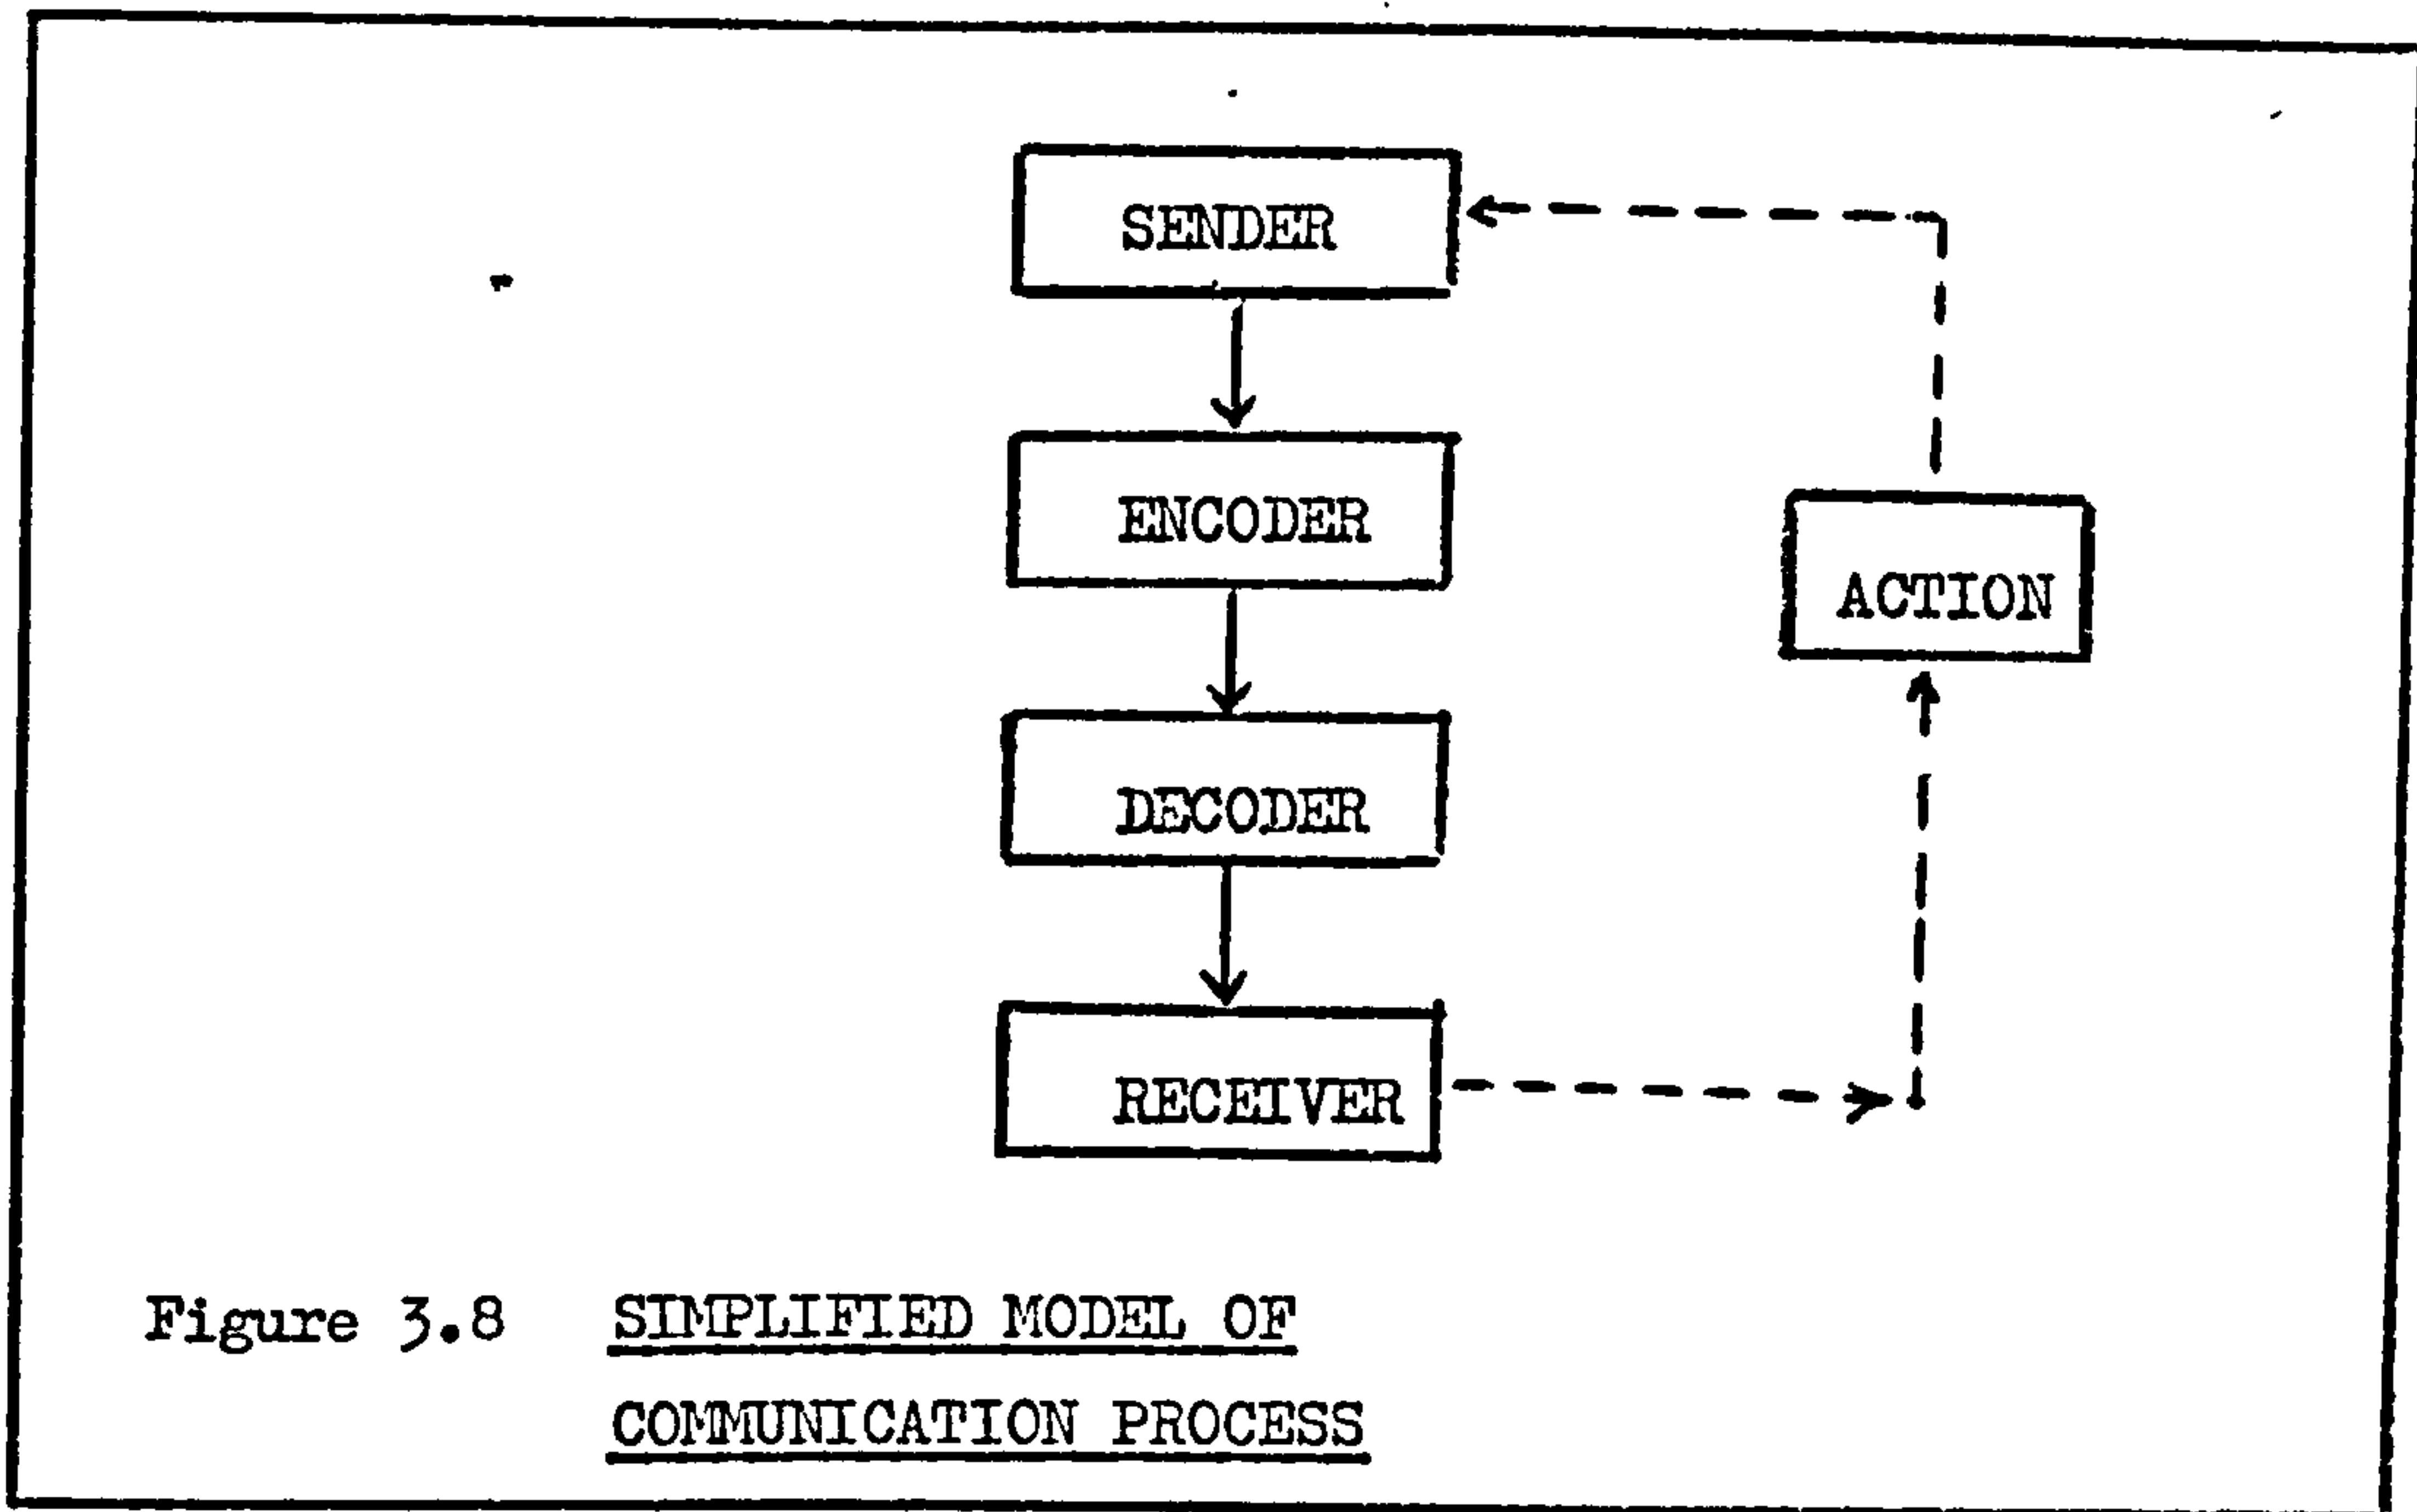 SENDER
ENCODER
ACTION
DECODER
RECEIVER
Figure 3.8 SIMPLIFIED MODEL OF
COMMUNICATION PROCESS